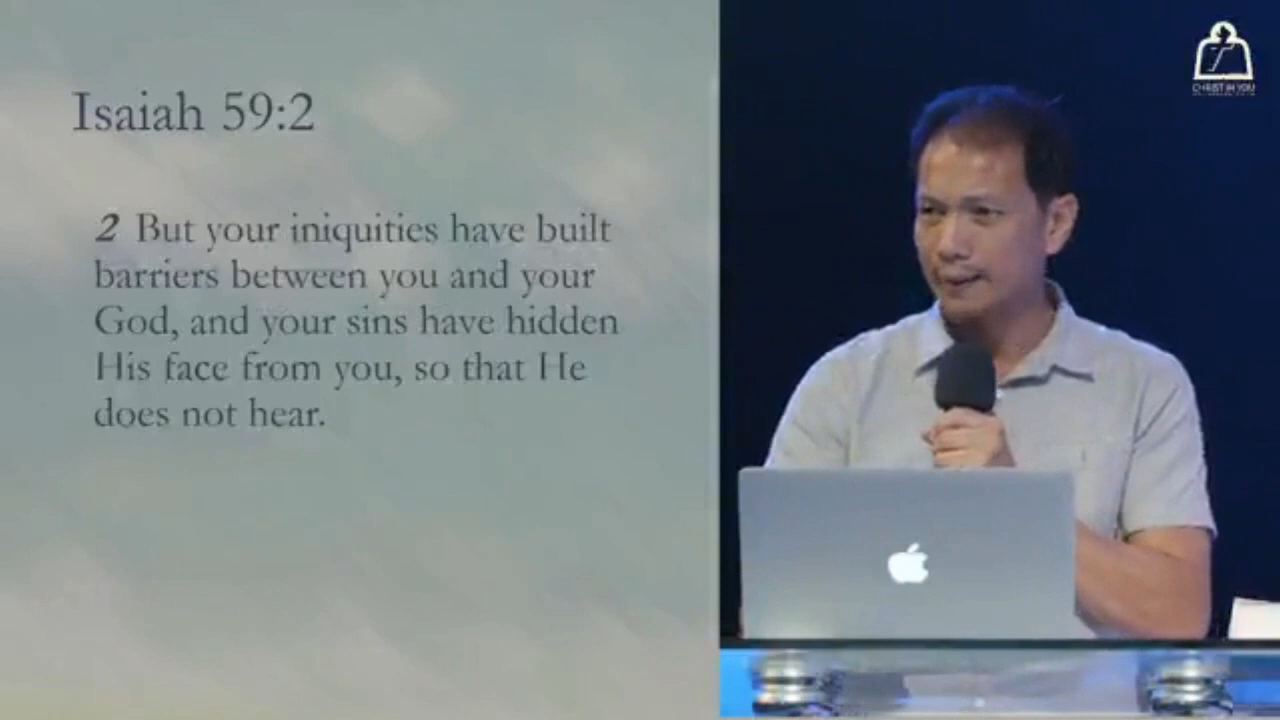 Isaiah 59:2
2 But your iniquities have built
barriers between you and your
God, and your sins have hidden
His face from you, so that He
does not hear.
CHRIST IN YOU